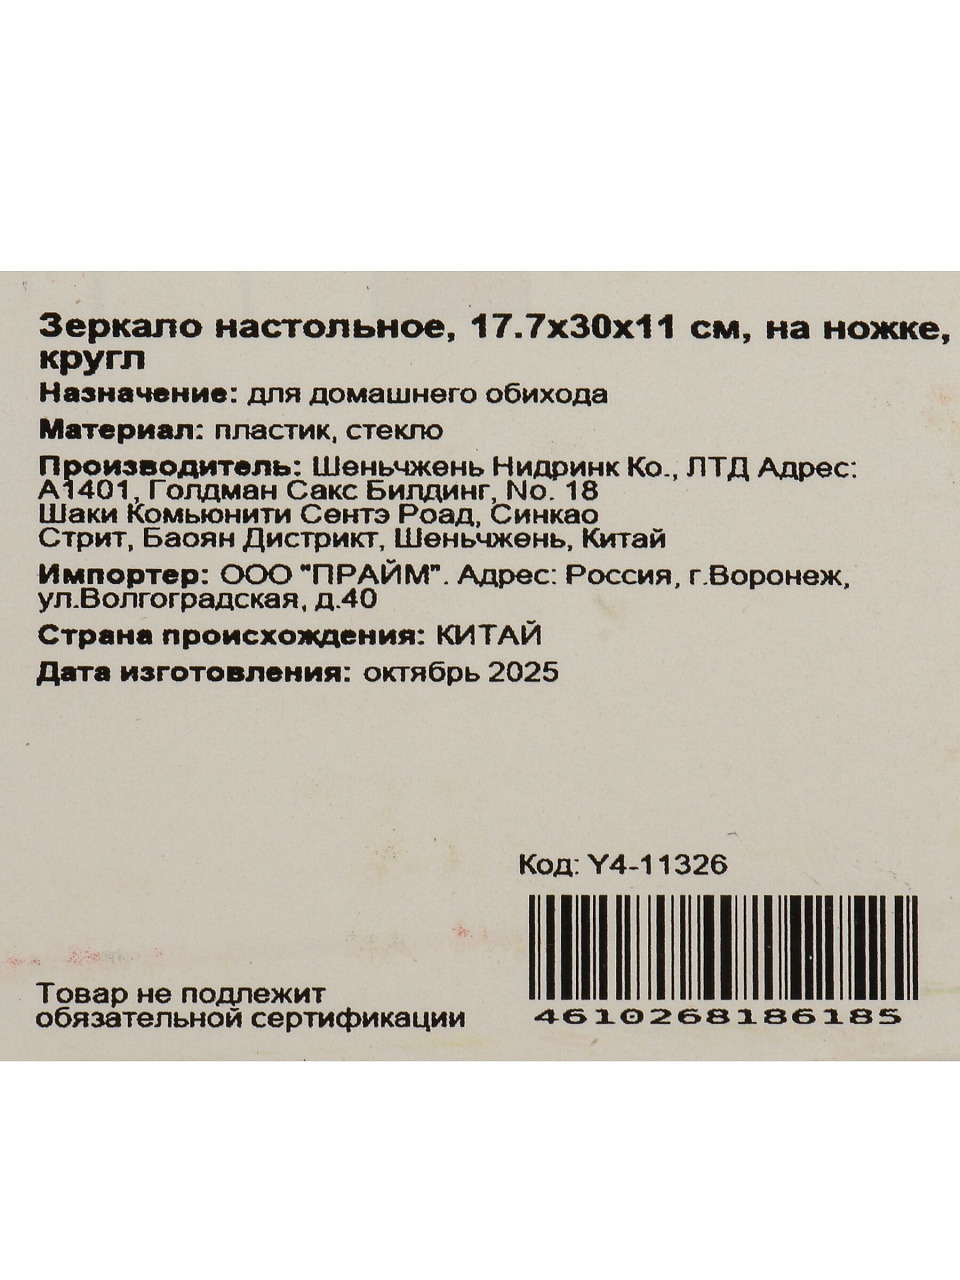 Зеркало настольное, 17.7х30х11 см, на ножке,
кругл
Назначение: для домашнего обихода
Материал: пластик, стекло
Производитель: Шеньчжень Нидринк Ко., ЛТД Адрес:
А1401, Голдман Сакс Билдинг, No. 18
Шаки Комьюнити Сентэ Роад, Синкао
Стрит, Баоян Дистрикт, Шеньчжень, Китай
Импортер: ООО "ПРАЙМ". Адрес: Россия, г.Воронеж,
ул.Волгоградская, д.40
Страна происхождения: КИТАЙ
Дата изготовления: октябрь 2025
Код: Y4-11326
4610268186185
Товар не подлежит
обязательной сертификации